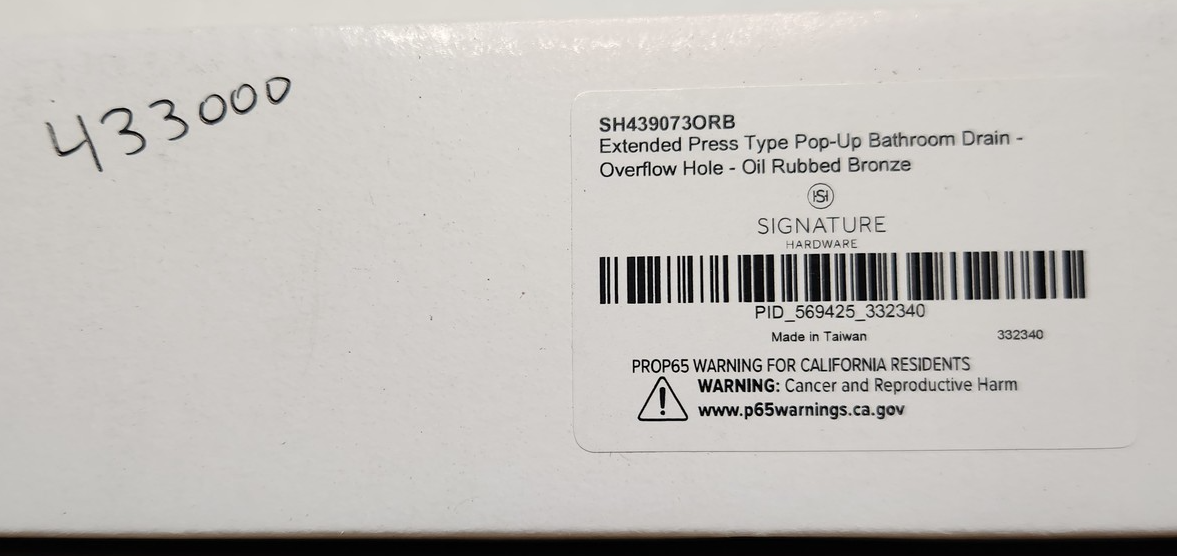 433000
SH439073ORB
Extended Press Type Pop-Up Bathroom Drain -
Overflow Hole - Oil Rubbed Bronze
SH
SIGNATURE
HARDWARE
PID_569425_332340
Made in Taiwan 332340
PROP65 WARNING FOR CALIFORNIA RESIDENTS
WARNING: Cancer and Reproductive Harm
www.p65warnings.ca.gov